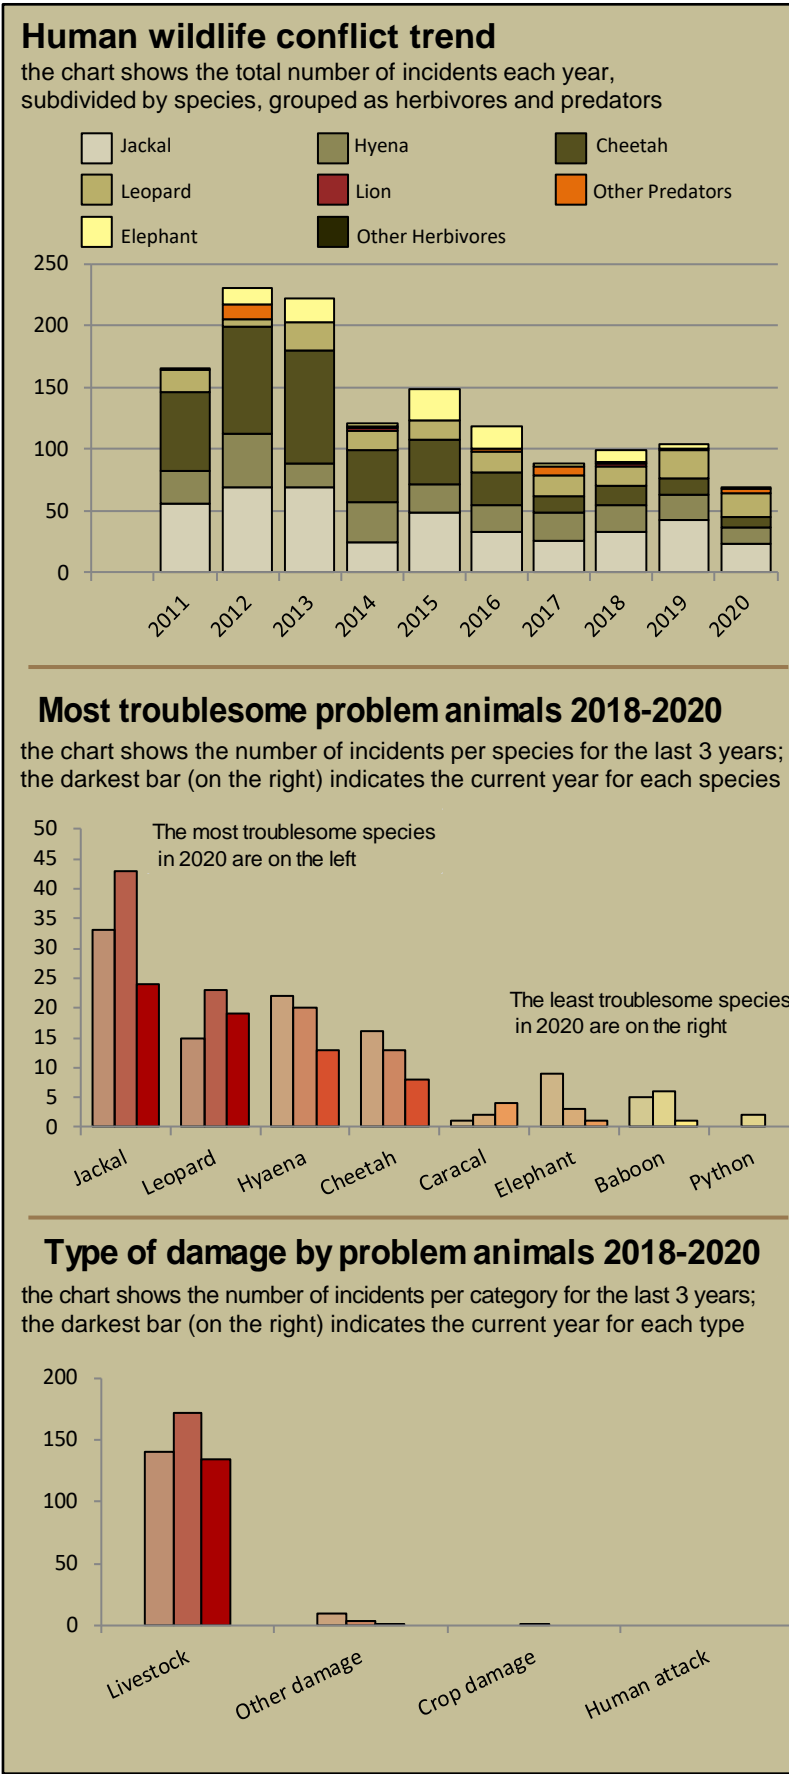 Human wildlife conflict trend
the chart shows the total number of incidents each year,
subdivided by species, grouped as herbivores and predators
Jackal Hyena Cheetah
Leopard Lion Other Predators
Elephant Other Herbivores
250
200
150
100
50
0
2011 2012 2013 2014 2015 2016 2017 2018 2019 2020
Most troublesome problem animals 2018-2020
the chart shows the number of incidents per species for the last 3 years;
the darkest bar (on the right) indicates the current year for each species
50
The most troublesome species
in 2020 are on the left
45
40
35
30
25
20
The least troublesome species
in 2020 are on the right
15
10
5
0
Jackal Leopard Hyaena Cheetah Caracal Elephant Baboon Python
Type of damage by problem animals 2018-2020
the chart shows the number of incidents per category for the last 3 years;
the darkest bar (on the right) indicates the current year for each type
200
150
100
50
0
Livestock Other damage Crop damage Human attack